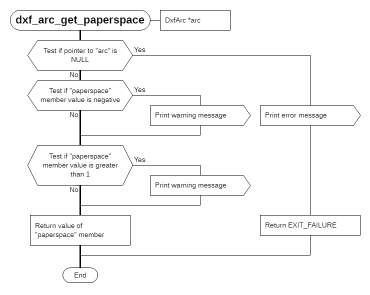 dxf_arc_get_paperspace
DxfArc *arc
Test if pointer to "arc" is
NULL
Yes
No
Test if "paperspace"
member value is negative
Yes
No
Print warning message
Print error message
Test if "paperspace"
member value is greater
than 1
Yes
No
Print warning message
Return value of
"paperspace" member
Return EXIT_FAILURE
End